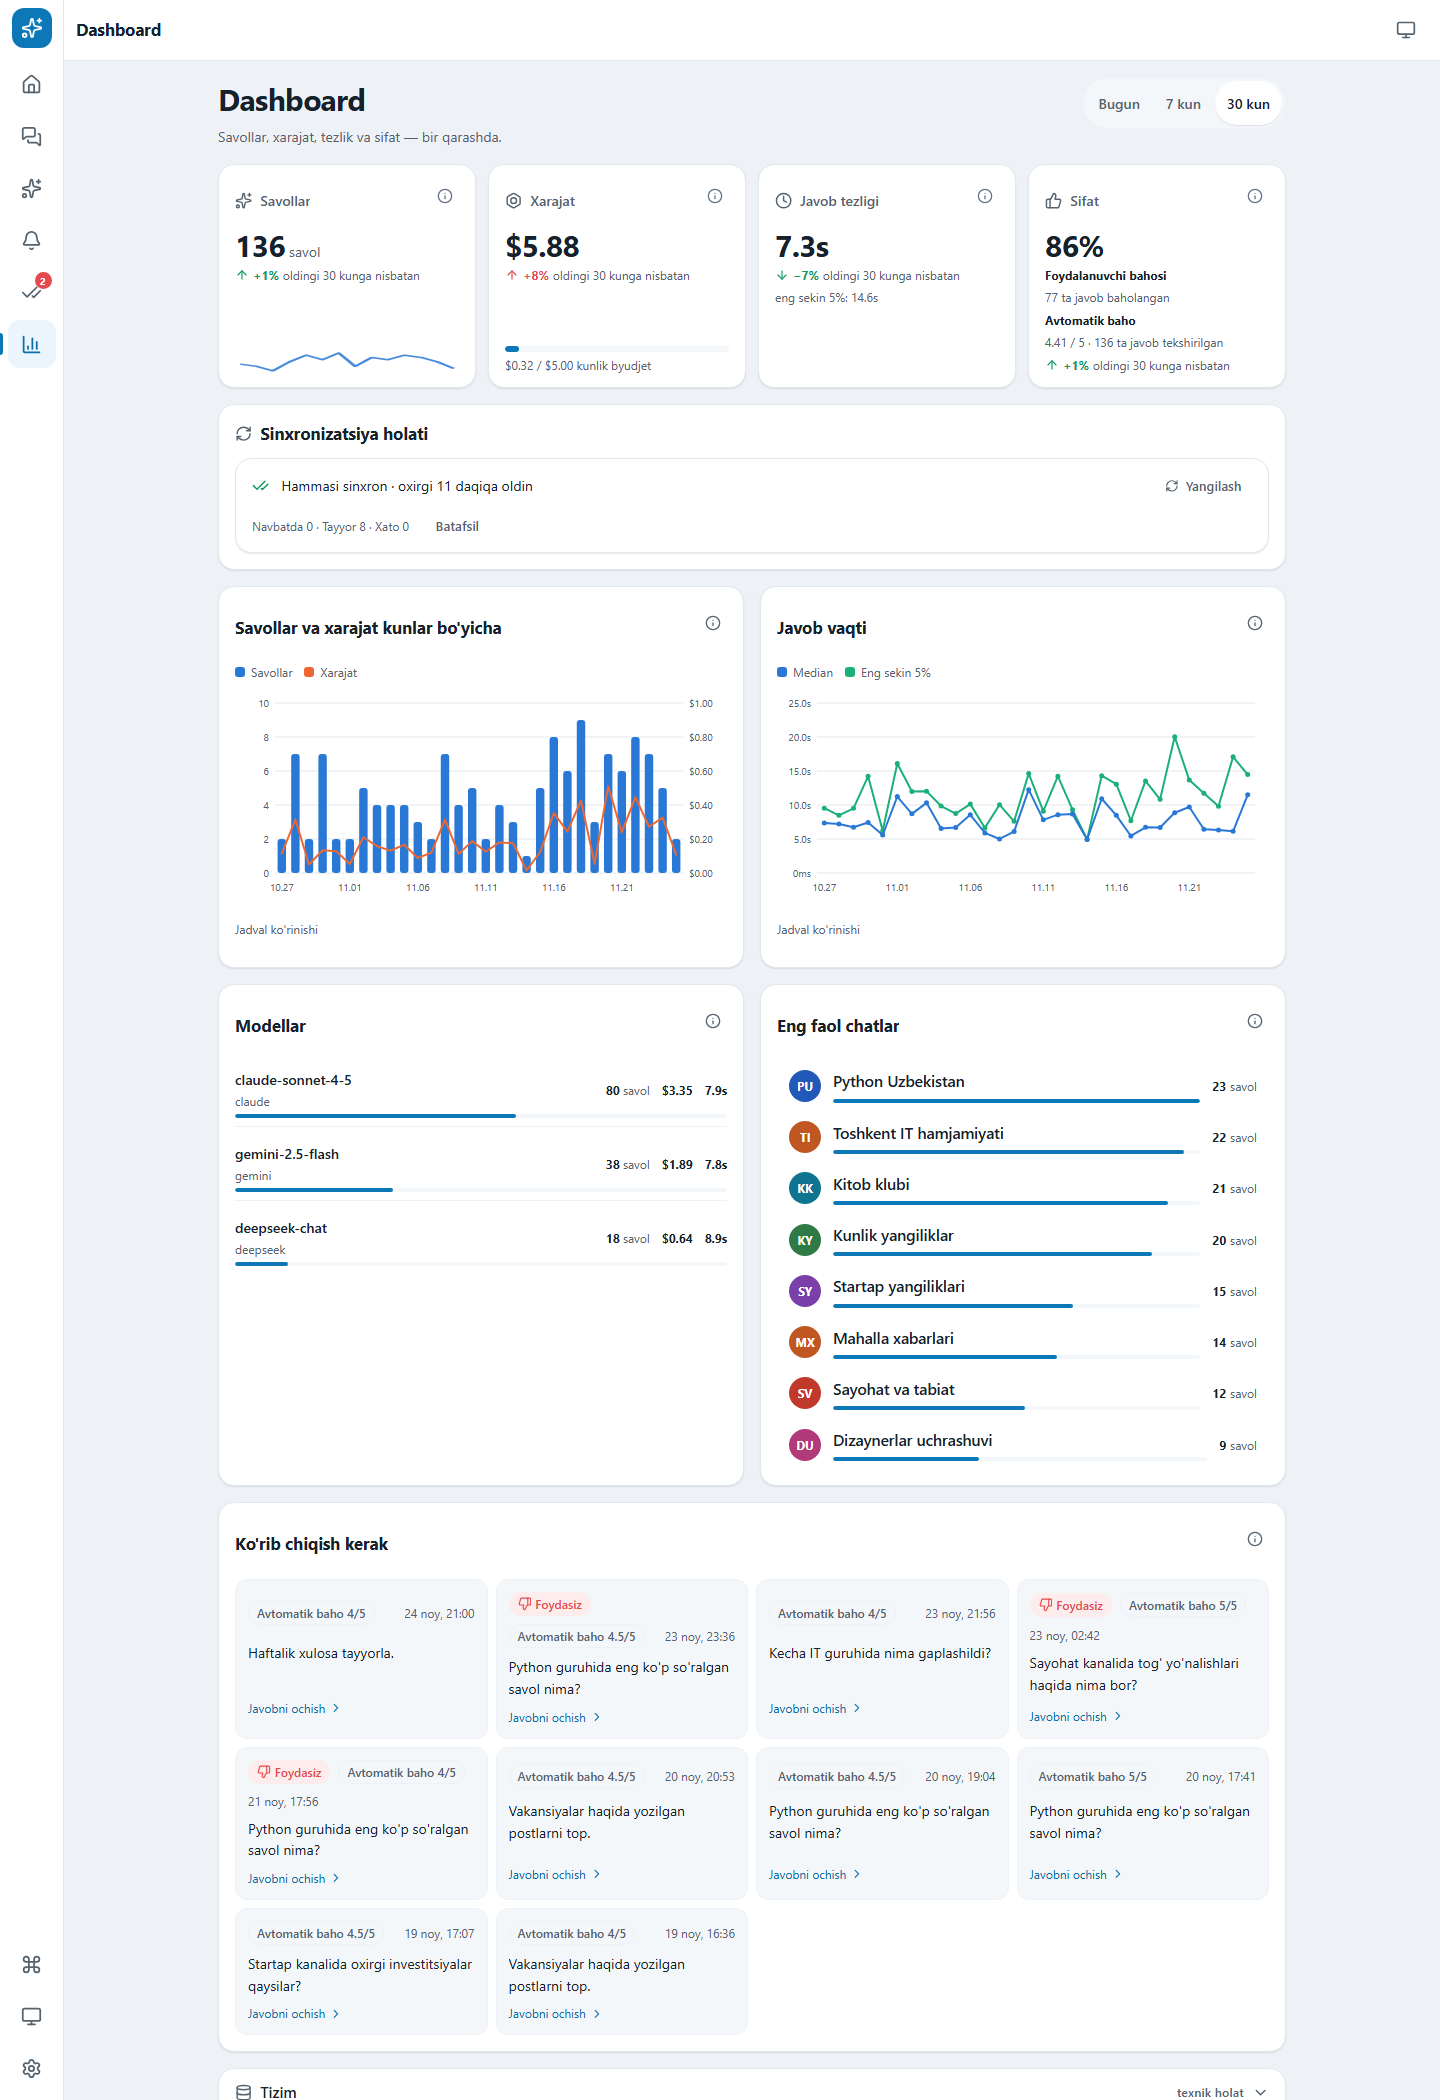 Dashboard
Dashboard
Savollar, xarajat, tezlik va sifat — bir qarashda.
Bugun 7 kun 30 kun
Savollar
136 savol
+1% oldingi 30 kunga nisbatan
Xarajat
$5.88
+8% oldingi 30 kunga nisbatan
$0.32 / $5.00 kunlik byudjet
Javob tezligi
7.3s
−7% oldingi 30 kunga nisbatan
eng sekin 5%: 14.6s
Sifat
86%
Foydalanuvchi bahosi
77 ta javob baholangan
Avtomatik baho
4.41 / 5 · 136 ta javob tekshirilgan
+1% oldingi 30 kunga nisbatan
2
Sinxronizatsiya holati
Hammasi sinxron · oxirgi 11 daqiqa oldin
Yangilash
Navbatda 0 · Tayyor 8 · Xato 0 Batafsil
Savollar va xarajat kunlar bo'yicha
Savollar Xarajat
10 $1.00
8 $0.80
6 $0.60
4 $0.40
2 $0.20
0 $0.00
10.27 11.01 11.06 11.11 11.16 11.21
Jadval ko'rinishi
Javob vaqti
Median Eng sekin 5%
25.0s
20.0s
15.0s
10.0s
5.0s
0ms
10.27 11.01 11.06 11.11 11.16 11.21
Jadval ko'rinishi
Modellar
claude-sonnet-4-5
claude
80 savol $3.35 7.9s
gemini-2.5-flash
gemini
38 savol $1.89 7.8s
deepseek-chat
deepseek
18 savol $0.64 8.9s
Eng faol chatlar
PU Python Uzbekistan 23 savol
TI Toshkent IT hamjamiyati 22 savol
KK Kitob klubi 21 savol
KY Kunlik yangiliklar 20 savol
SY Startap yangiliklari 15 savol
MX Mahalla xabarlari 14 savol
SV Sayohat va tabiat 12 savol
DU Dizaynerlar uchrashuvi 9 savol
Ko'rib chiqish kerak
Avtomatik baho 4/5 24 noy, 21:00
Haftalik xulosa tayyorla.
Javobni ochish
Foydasiz
Avtomatik baho 4.5/5 23 noy, 23:36
Python guruhida eng ko'p so'ralgan
savol nima?
Javobni ochish
Avtomatik baho 4/5 23 noy, 21:56
Kecha IT guruhida nima gaplashildi?
Javobni ochish
Foydasiz Avtomatik baho 5/5
23 noy, 02:42
Sayohat kanalida tog' yo'nalishlari
haqida nima bor?
Javobni ochish
Foydasiz Avtomatik baho 4/5
21 noy, 17:56
Python guruhida eng ko'p so'ralgan
savol nima?
Javobni ochish
Avtomatik baho 4.5/5 20 noy, 20:53
Vakansiyalar haqida yozilgan
postlarni top.
Javobni ochish
Avtomatik baho 4.5/5 20 noy, 19:04
Python guruhida eng ko'p so'ralgan
savol nima?
Javobni ochish
Avtomatik baho 5/5 20 noy, 17:41
Python guruhida eng ko'p so'ralgan
savol nima?
Javobni ochish
Avtomatik baho 4.5/5 19 noy, 17:07
Startap kanalida oxirgi investitsiyalar
qaysilar?
Javobni ochish
Avtomatik baho 4/5 19 noy, 16:36
Vakansiyalar haqida yozilgan
postlarni top.
Javobni ochish
Tizim texnik holat